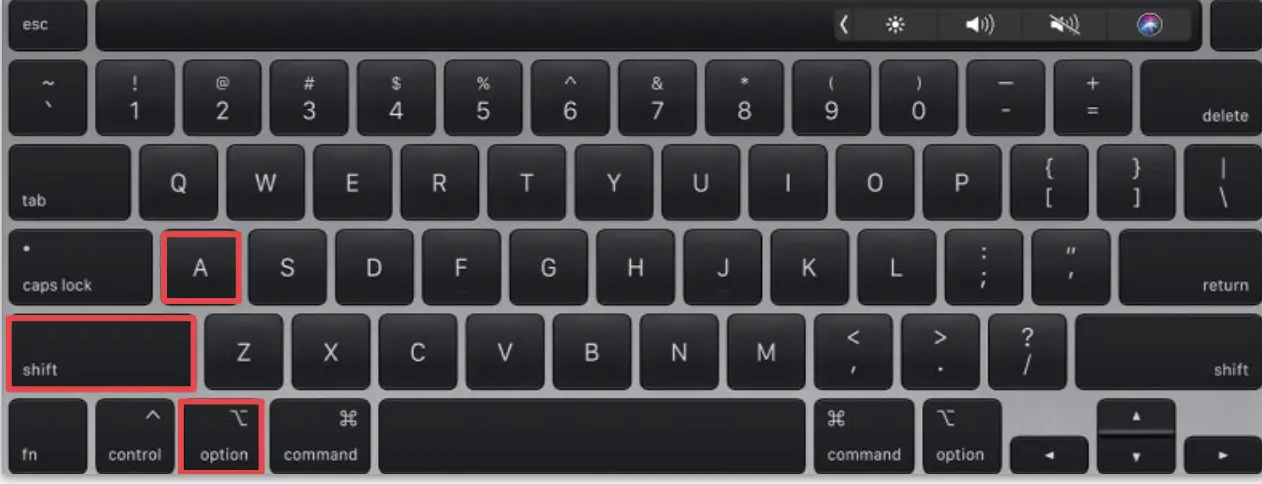 esc
~ ! @ # $ % ^ & * ( ) — +
` 1 2 3 4 5 6 7 8 9 0 - = delete
Q W E R T Y U I O P { } |
tab [ ] \
• A S D F G H J K L : "
caps lock ; ' return
Z X C V B N M < > ?
shift , . / shift
^ ⌥ ⌘ ⌘ ⌥ ▲
fn control option command command option ◄ ▼ ►